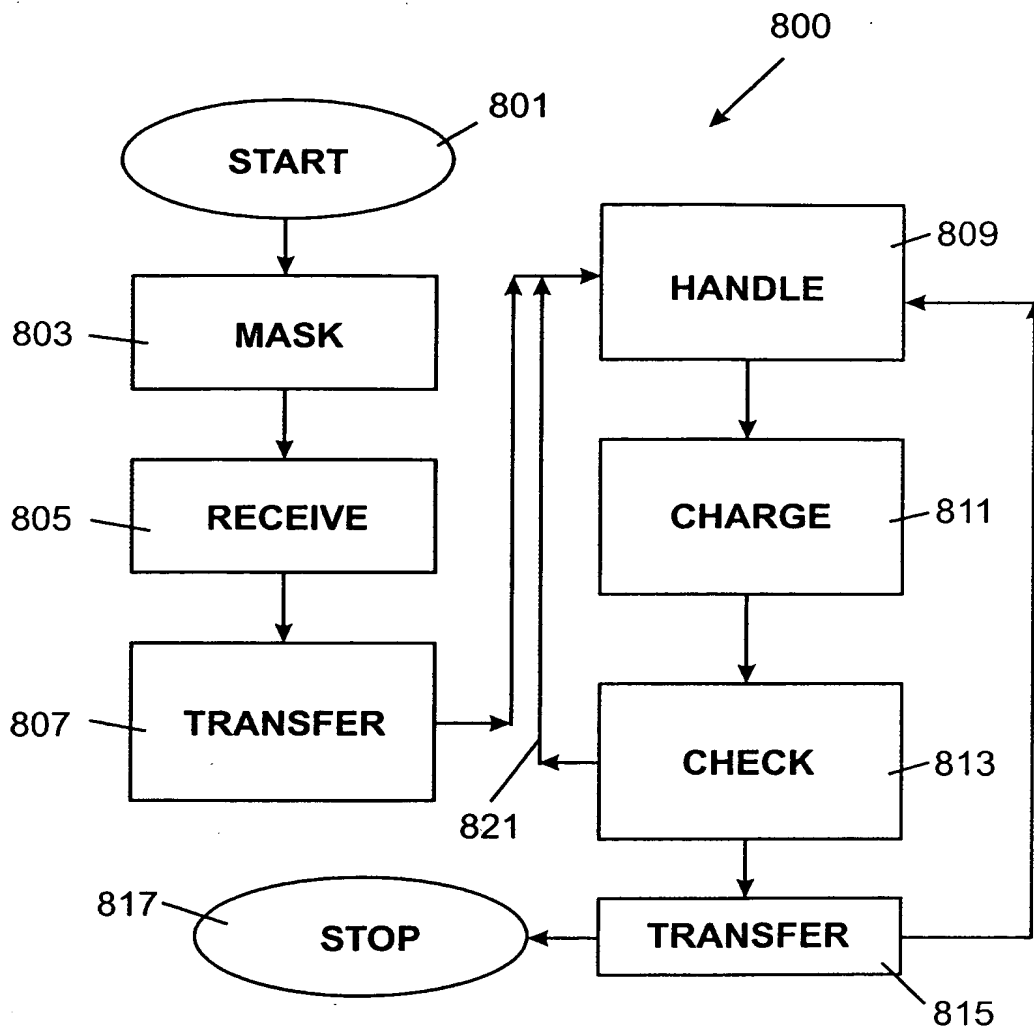 800
801
START
803
MASK
805
RECEIVE
807
TRANSFER
809
HANDLE
811
CHARGE
813
CHECK
821
817
STOP
TRANSFER
815